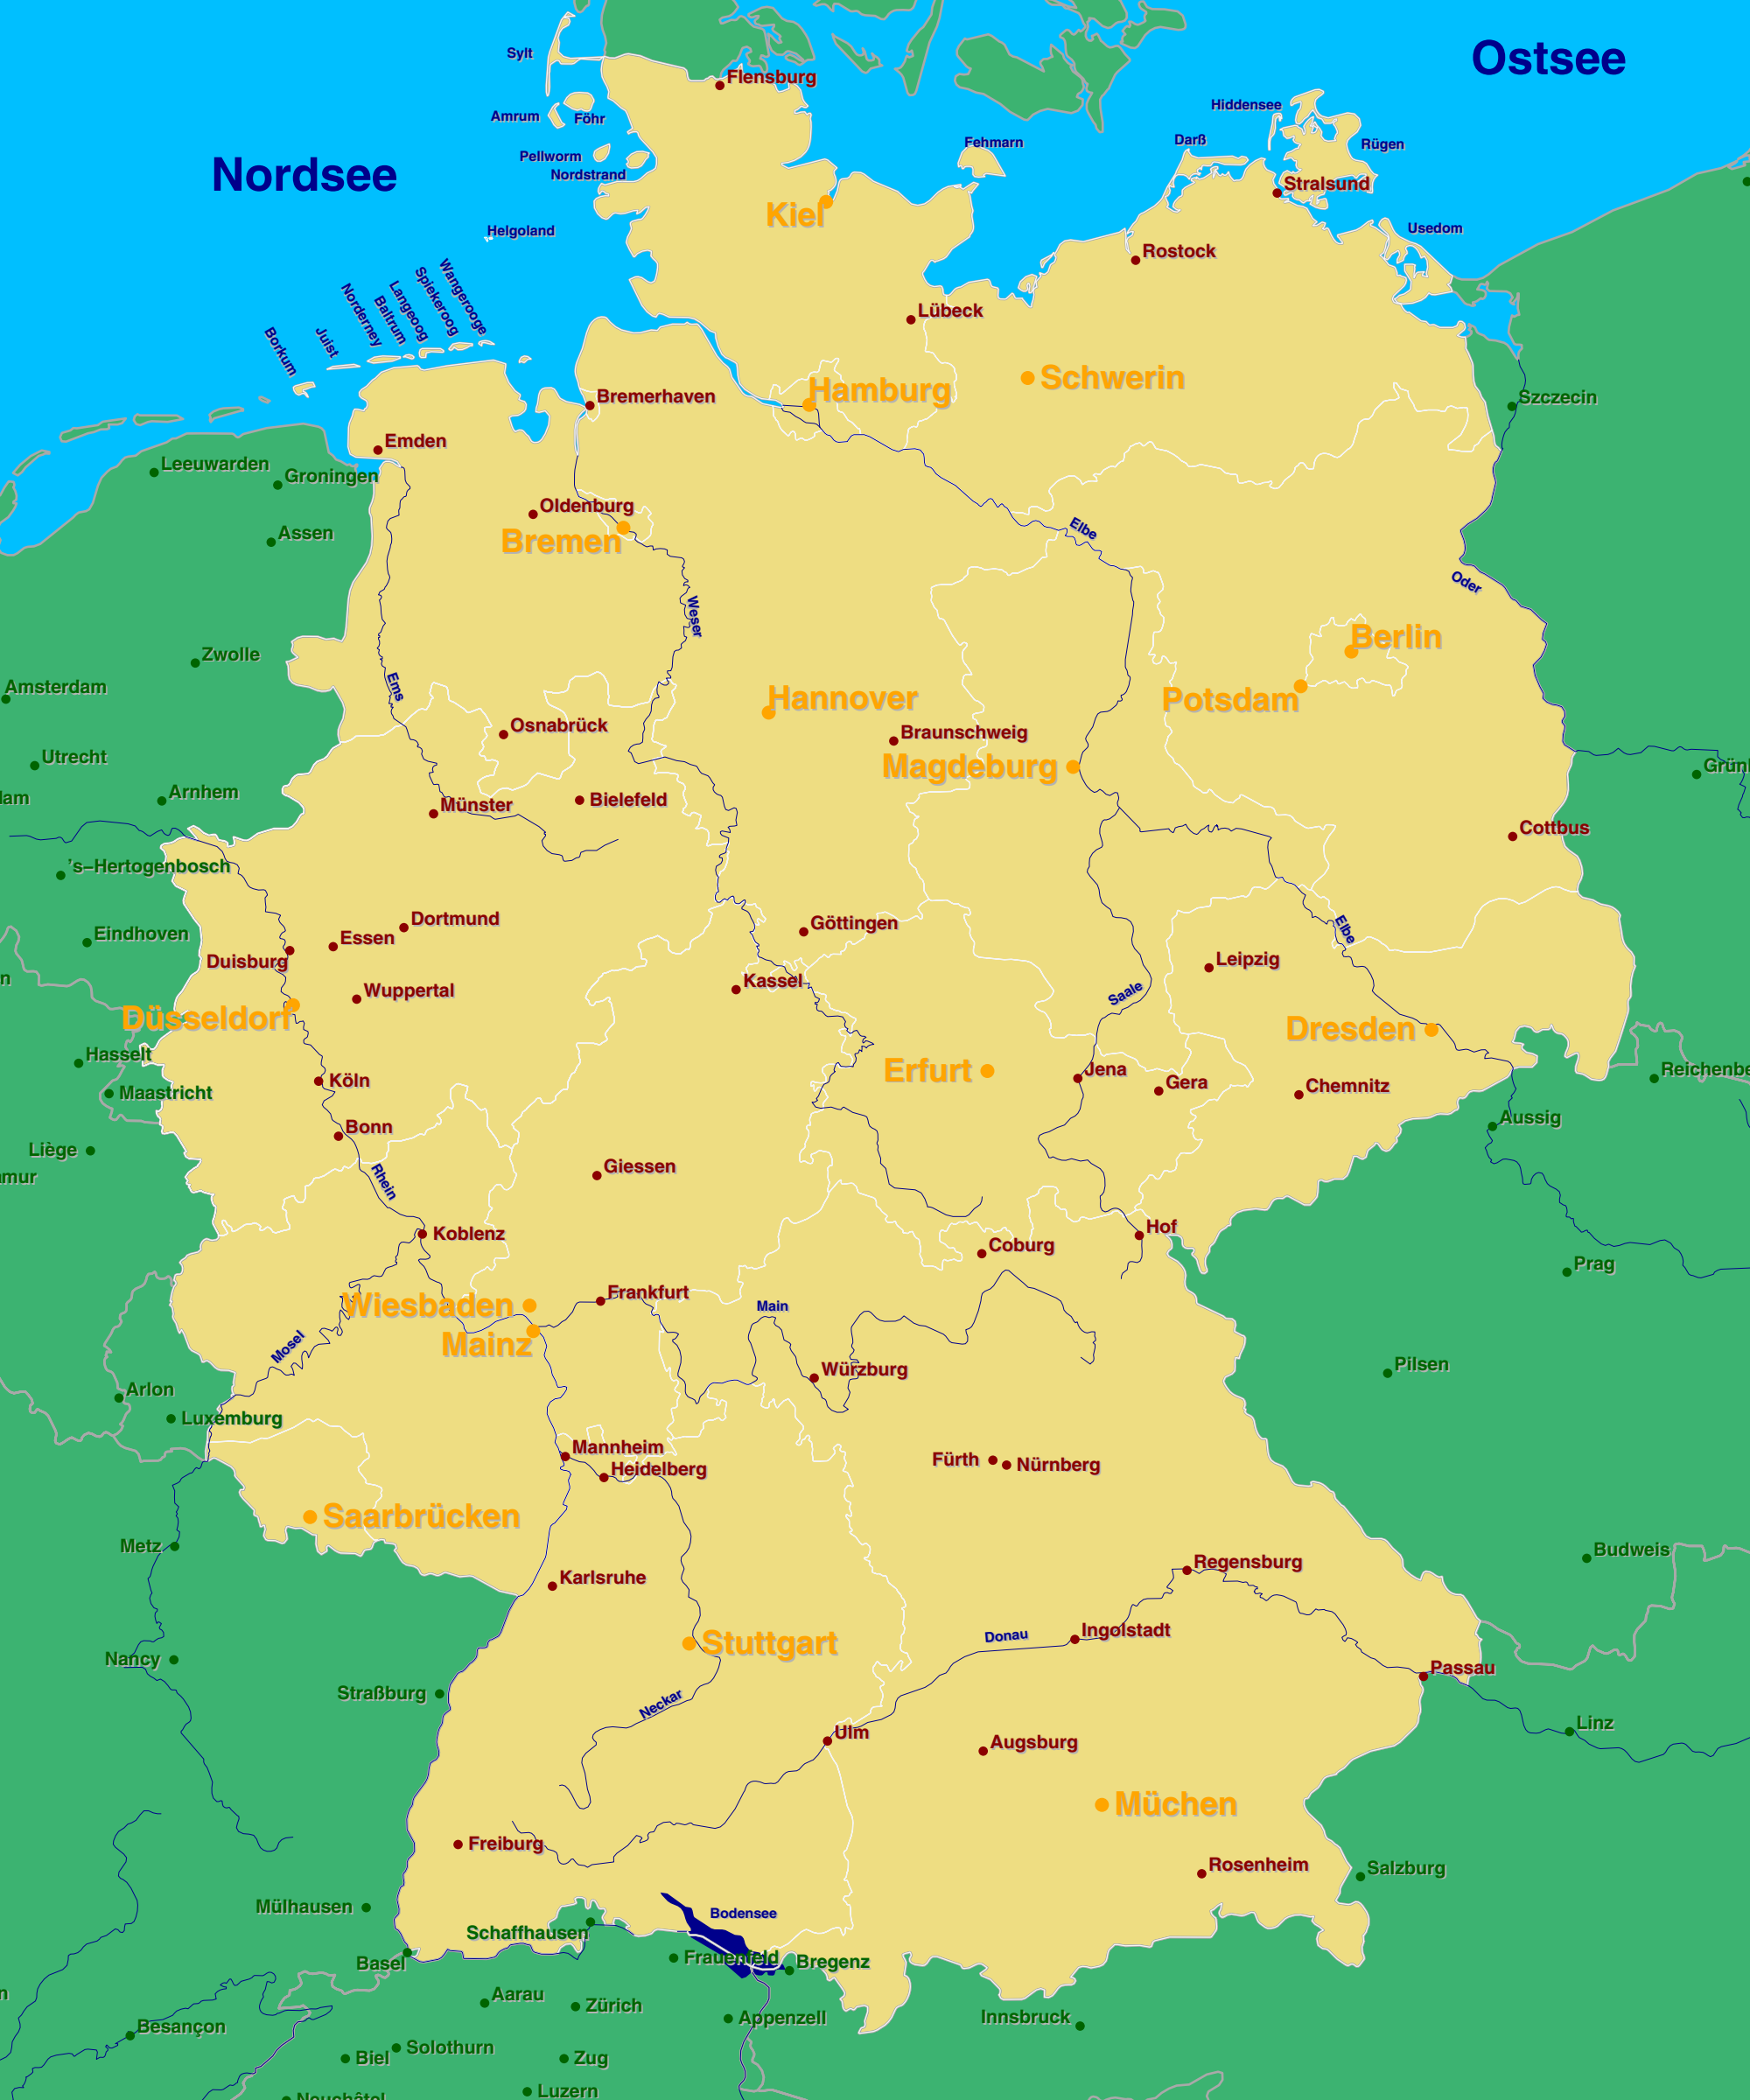 Ostsee
Sylt
Flensburg
Hiddensee
Amrum
Föhr
Darß
Fehmarn
Rügen
Pellworm
Nordsee
Nordstrand
Stralsund
Kiel
Helgoland
Usedom
Rostock
Wangerooge
Spiekeroog
Langeoog
Baltrum
Norderney
Juist
Borkum
Lübeck
Schwerin
Hamburg
Bremerhaven
Szczecin
Emden
Leeuwarden
Groningen
Oldenburg
Assen
Bremen
Elbe
Oder
Weser
Berlin
Zwolle
Amsterdam
Ems
Hannover
Potsdam
Osnabrück
Braunschweig
Utrecht
Magdeburg
Grünb
Arnhem
dam
Münster
Bielefeld
Cottbus
's-Hertogenbosch
Dortmund
Göttingen
Elbe
Eindhoven
Essen
Duisburg
Leipzig
Kassel
Wuppertal
Saale
Düsseldorf
Dresden
Hasselt
Erfurt
Jena
Reichenbe
Köln
Gera
Chemnitz
Maastricht
Aussig
Bonn
Liège
Giessen
amur
Rhein
Hof
Koblenz
Coburg
Prag
Frankfurt
Wiesbaden
Main
Mainz
Mosel
Pilsen
Würzburg
Arlon
Luxemburg
Mannheim
Heidelberg
Fürth
Nürnberg
Saarbrücken
Metz
Budweis
Regensburg
Karlsruhe
Ingolstadt
Donau
Stuttgart
Nancy
Passau
Straßburg
Neckar
Linz
Ulm
Augsburg
Müchen
Freiburg
Rosenheim
Salzburg
Mülhausen
Bodensee
Schaffhausen
Frauenfeld
Basel
Bregenz
Aarau
Zürich
Appenzell
Innsbruck
Besançon
Solothurn
Biel
Zug
Luzern
Neuchâtel